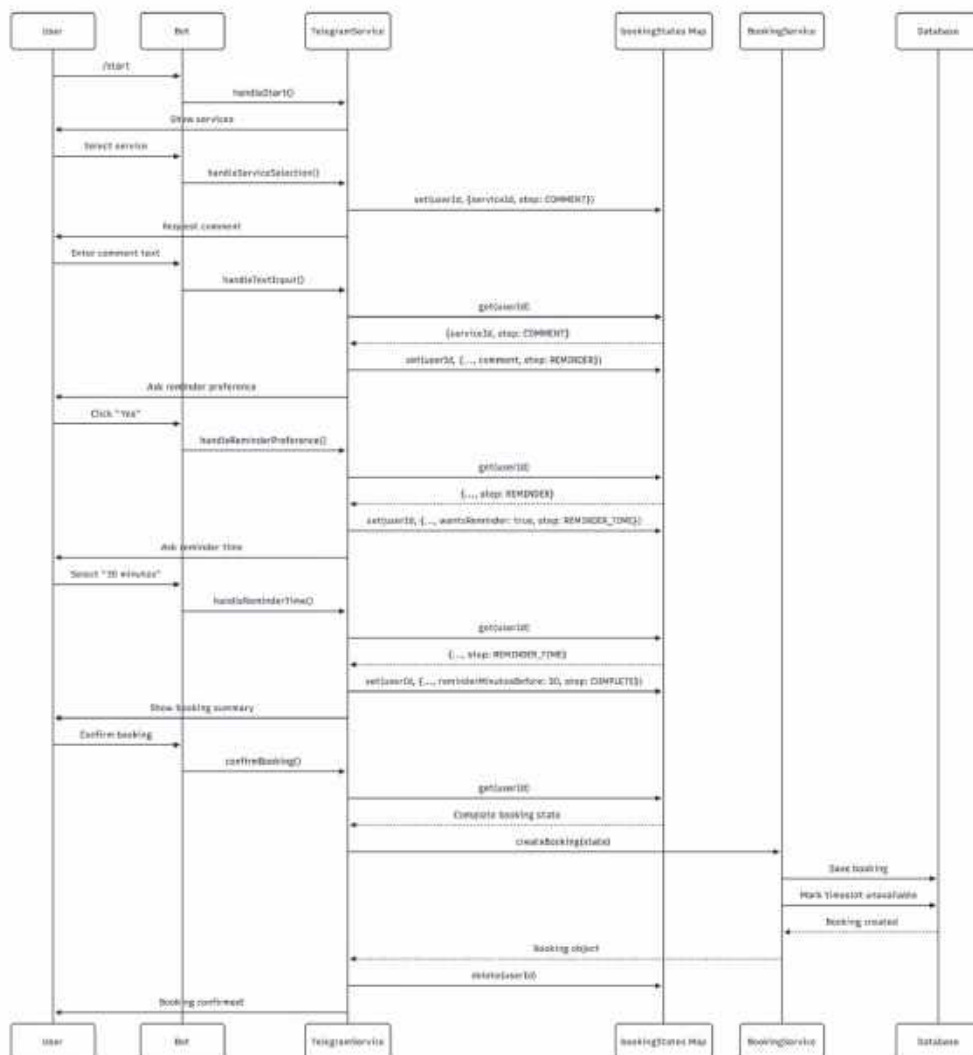 User Bot TelegramService bookingStates Map BookingService Database
/start
handleStart()
Show services
Select service
handleServiceSelection()
set(userId, {serviceId, step: COMMENT})
Request comment
Enter comment text
handleTextInput()
get(userId)
{serviceId, step: COMMENT}
set(userId, {..., comment, step: REMINDER})
Ask reminder preference
Click "Yes"
handleReminderPreference()
get(userId)
{..., step: REMINDER}
set(userId, {..., wantsReminder: true, step: REMINDER_TIME})
Ask reminder time
Select "30 minutes"
handleReminderTime()
get(userId)
{..., step: REMINDER_TIME}
set(userId, {..., reminderMinutesBefore: 30, step: COMPLETE})
Show booking summary
Confirm booking
confirmBooking()
get(userId)
Complete booking state
createBooking(state)
Save booking
Mark timeslot unavailable
Booking created
Booking object
delete(userId)
Booking confirmed
User Bot TelegramService bookingStates Map BookingService Database